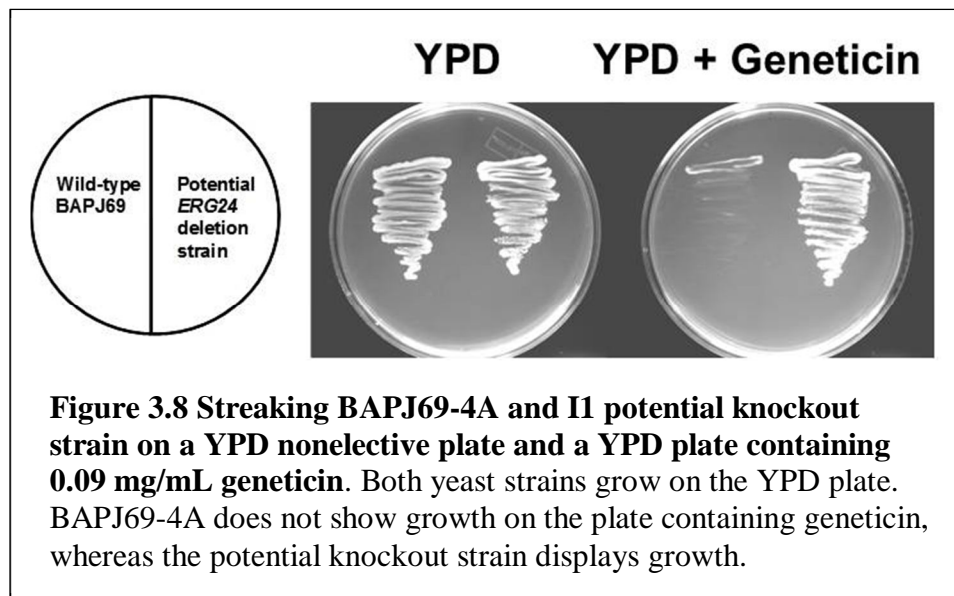 YPD YPD + Geneticin
Wild-type Potential
BAPJ69 ERG24
deletion
strain
Figure 3.8 Streaking BAPJ69-4A and I1 potential knockout
strain on a YPD nonelective plate and a YPD plate containing
0.09 mg/mL geneticin. Both yeast strains grow on the YPD plate.
BAPJ69-4A does not show growth on the plate containing geneticin,
whereas the potential knockout strain displays growth.